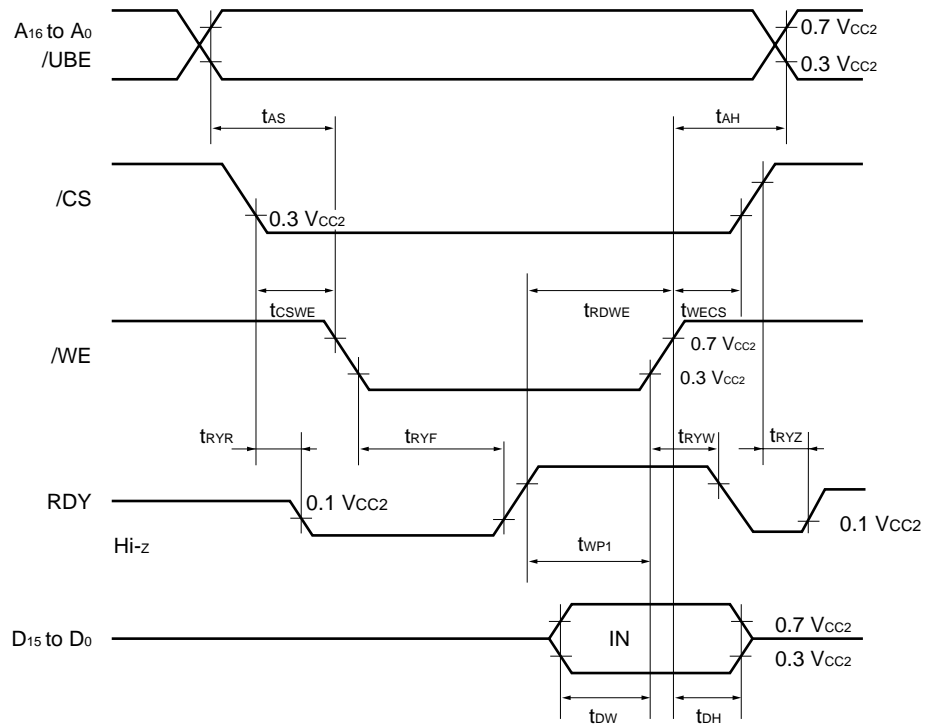 A16 to A0
/UBE
0.7 VCC2
0.3 VCC2
tAS
tAH
/CS
0.3 VCC2
tCSWE
tRDWE
tWECS
/WE
0.7 VCC2
0.3 VCC2
tRYR
tRYF
tRYW
tRYZ
RDY
0.1 VCC2
0.1 VCC2
Hi-Z
tWP1
D15 to D0
IN
0.7 VCC2
0.3 VCC2
tDW
tDH